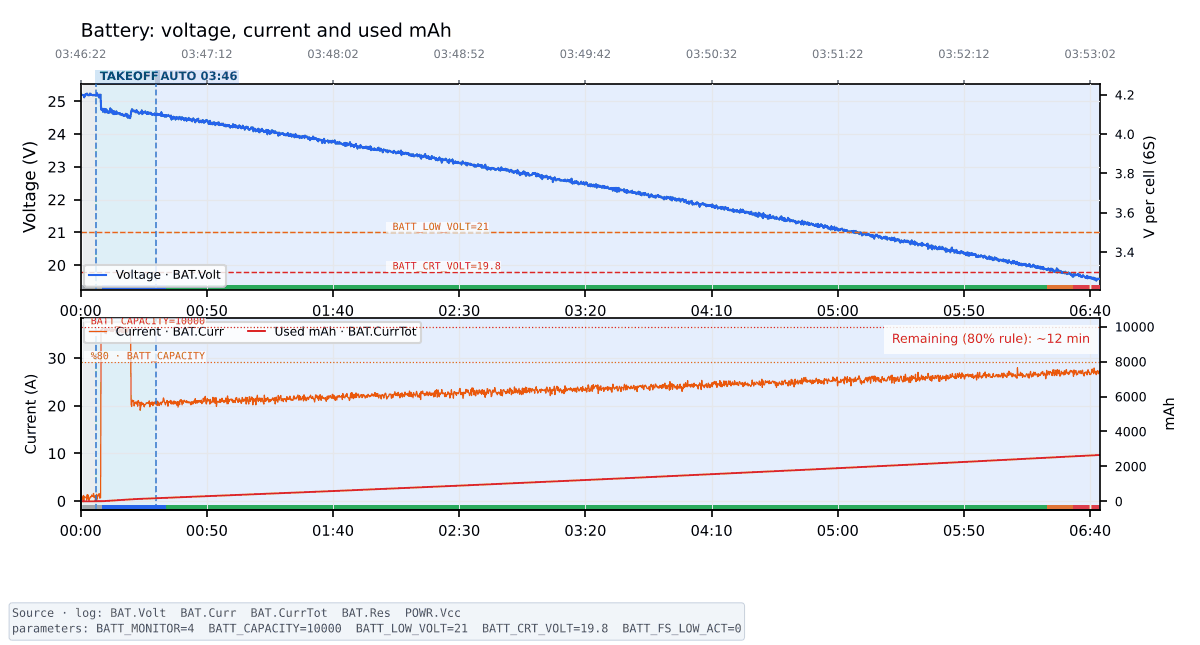 Battery: voltage, current and used mAh
03:46:22 03:47:12 03:48:02 03:48:52 03:49:42 03:50:32 03:51:22 03:52:12 03:53:02
TAKEOFF AUTO 03:46
25 24 23 22 21 20
Voltage (V)
4.2 4.0 3.8 3.6 3.4
V per cell (6S)
BATT_LOW_VOLT=21
BATT_CRT_VOLT=19.8
Voltage · BAT.Volt
00:00 00:50 01:40 02:30 03:20 04:10 05:00 05:50 06:40
BATT_CAPACITY=10000
Current · BAT.Curr Used mAh · BAT.CurrTot
Remaining (80% rule): ~12 min
%80 · BATT_CAPACITY
30 20 10 0
Current (A)
10000 8000 6000 4000 2000 0
mAh
00:00 00:50 01:40 02:30 03:20 04:10 05:00 05:50 06:40
Source · log: BAT.Volt BAT.Curr BAT.CurrTot BAT.Res POWR.Vcc
parameters: BATT_MONITOR=4 BATT_CAPACITY=10000 BATT_LOW_VOLT=21 BATT_CRT_VOLT=19.8 BATT_FS_LOW_ACT=0